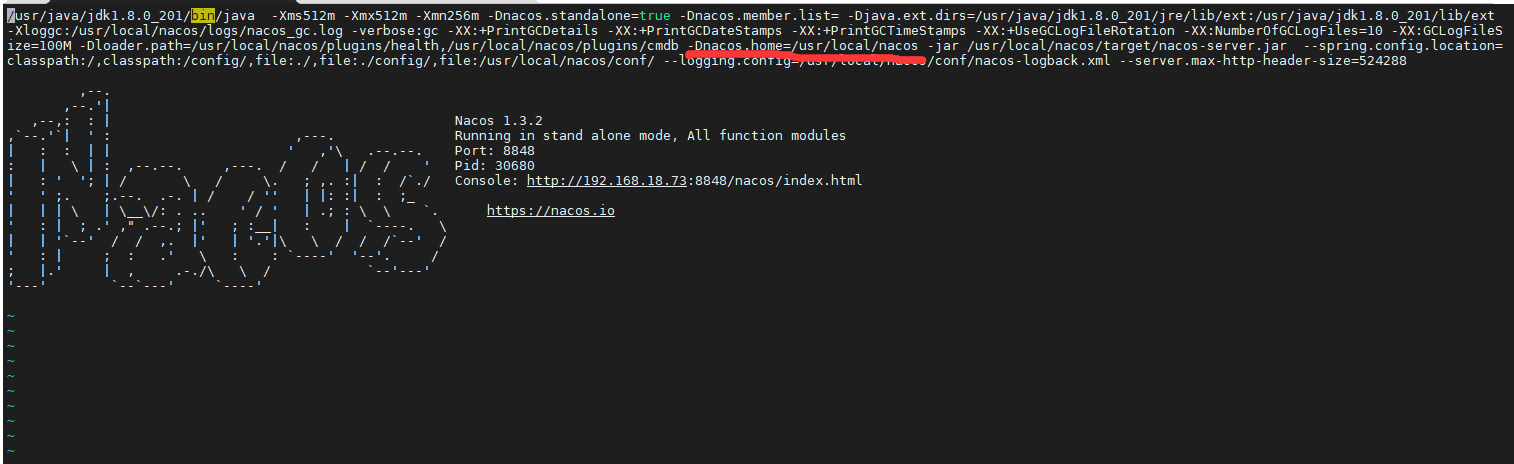 /usr/java/jdk1.8.0_201/bin/java  -Xms512m -Xmx512m -Xmn256m -Dnacos.standalone=true -Dnacos.member.list= -Djava.ext.dirs=/usr/java/jdk1.8.0_201/jre/lib/ext:/usr/java/jdk1.8.0_201/lib/ext
-Xloggc:/usr/local/nacos/logs/nacos_gc.log -verbose:gc -XX:+PrintGCDetails -XX:+PrintGCDateStamps -XX:+PrintGCTimeStamps -XX:+UseGCLogFileRotation -XX:NumberOfGCLogFiles=10 -XX:GCLogFileS
ize=100M -Dloader.path=/usr/local/nacos/plugins/health,/usr/local/nacos/plugins/cmdb -Dnacos.home=/usr/local/nacos -jar /usr/local/nacos/target/nacos-server.jar  --spring.config.location=
classpath:/,classpath:/config/,file:./,file:./config/,file:/usr/local/nacos/conf/ --logging.config=/usr/local/nacos/conf/nacos-logback.xml --server.max-http-header-size=524288
Nacos 1.3.2
Running in stand alone mode, All function modules
Port: 8848
Pid: 30680
Console: http://192.168.18.73:8848/nacos/index.html
https://nacos.io